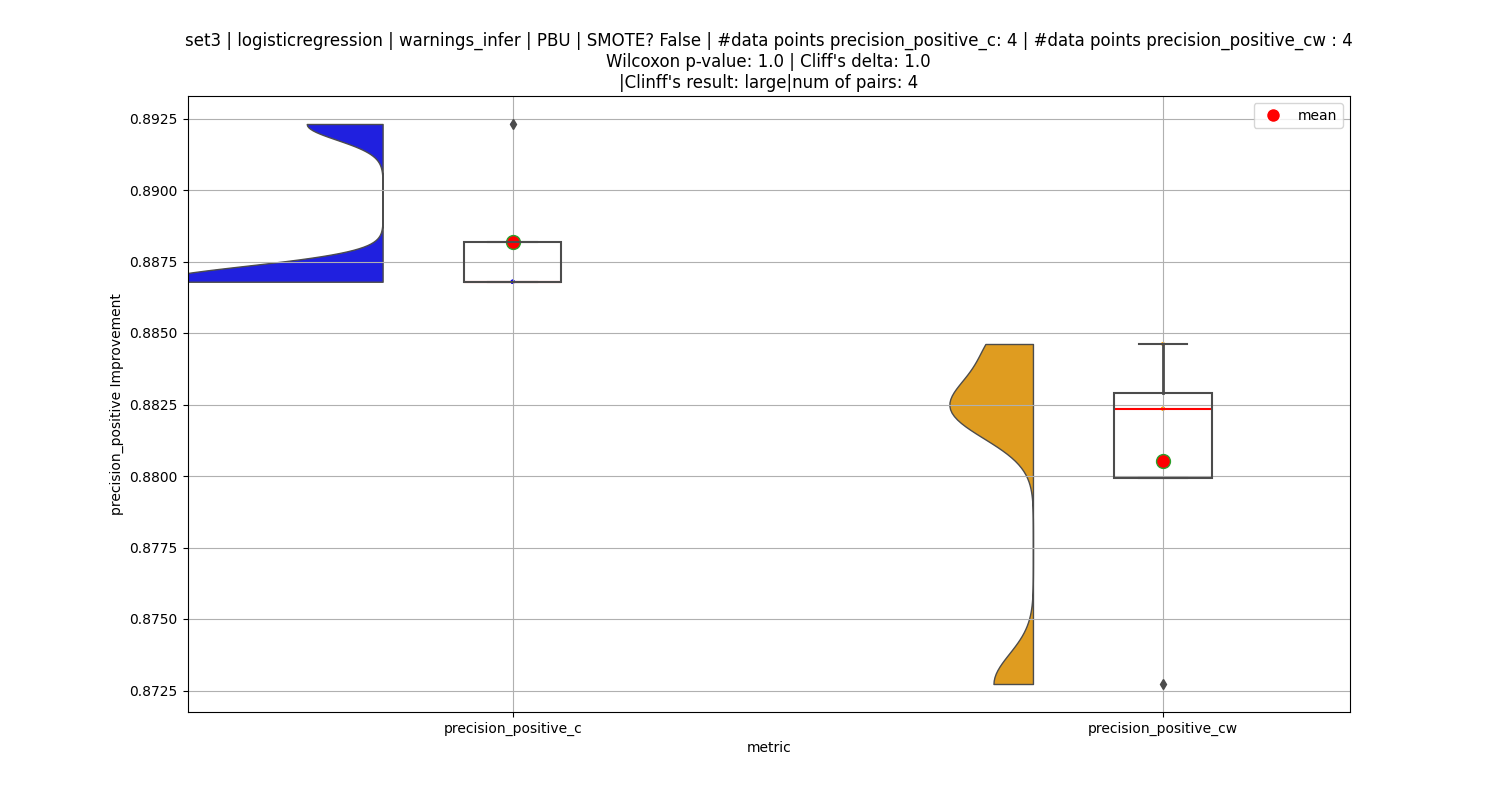 set3 | logisticregression | warnings_infer | PBU | SMOTE? False | #data points precision_positive_c: 4 | #data points precision_positive_cw : 4
Wilcoxon p-value: 1.0 | Cliff's delta: 1.0
|Clinff's result: large|num of pairs: 4
mean
0.8925
0.8900
0.8875
0.8850
0.8825
0.8800
0.8775
0.8750
0.8725
precision_positive Improvement
precision_positive_c
precision_positive_cw
metric